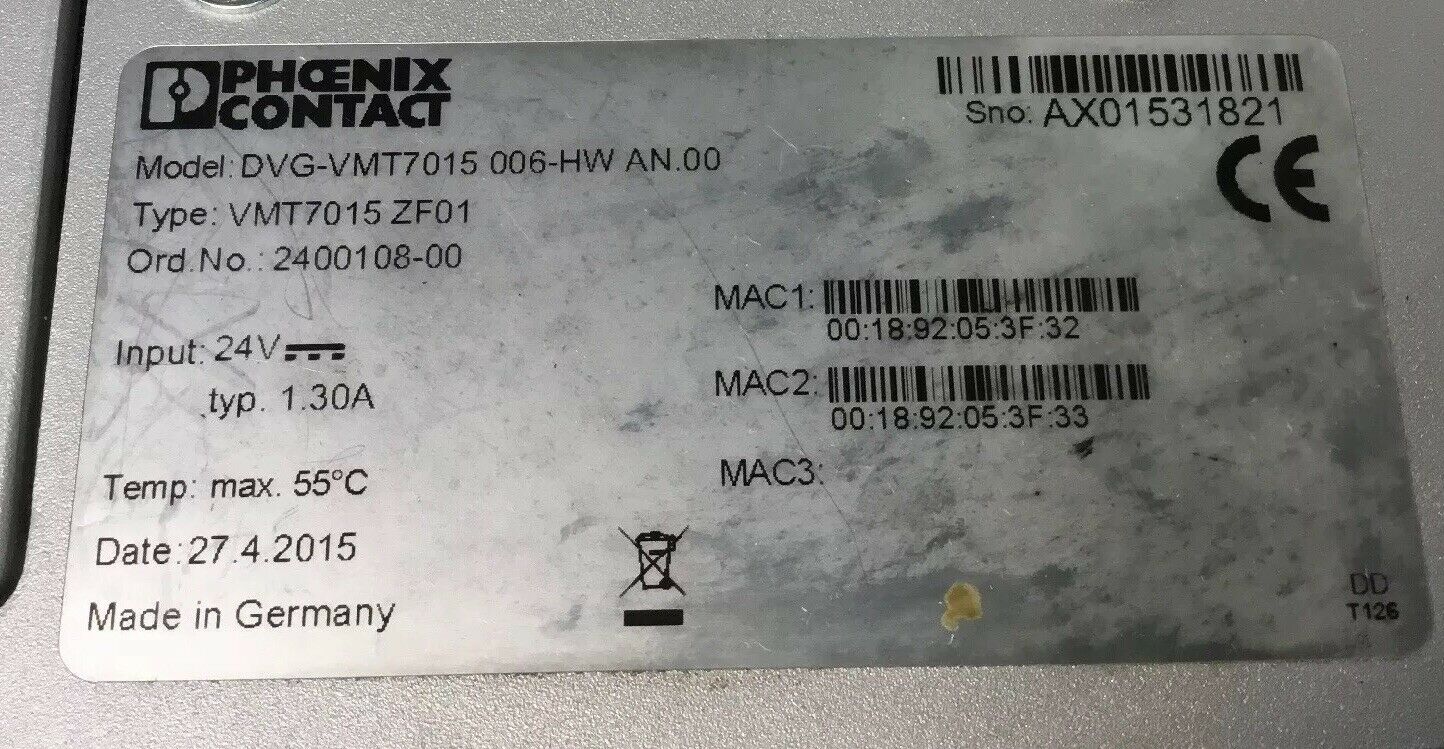 PHŒNIX
CONTACT
Sno: AX01531821
Model: DVG-VMT7015 006-HW AN.00
Type: VMT7015 ZF01
Ord.No.: 2400108-00
CE
Input: 24V
typ. 1.30A
MAC1:
00:18:92:05:3F:32
MAC2:
00:18:92:05:3F:33
MAC3:
Temp: max. 55°C
Date: 27.4.2015
Made in Germany
DD
T126